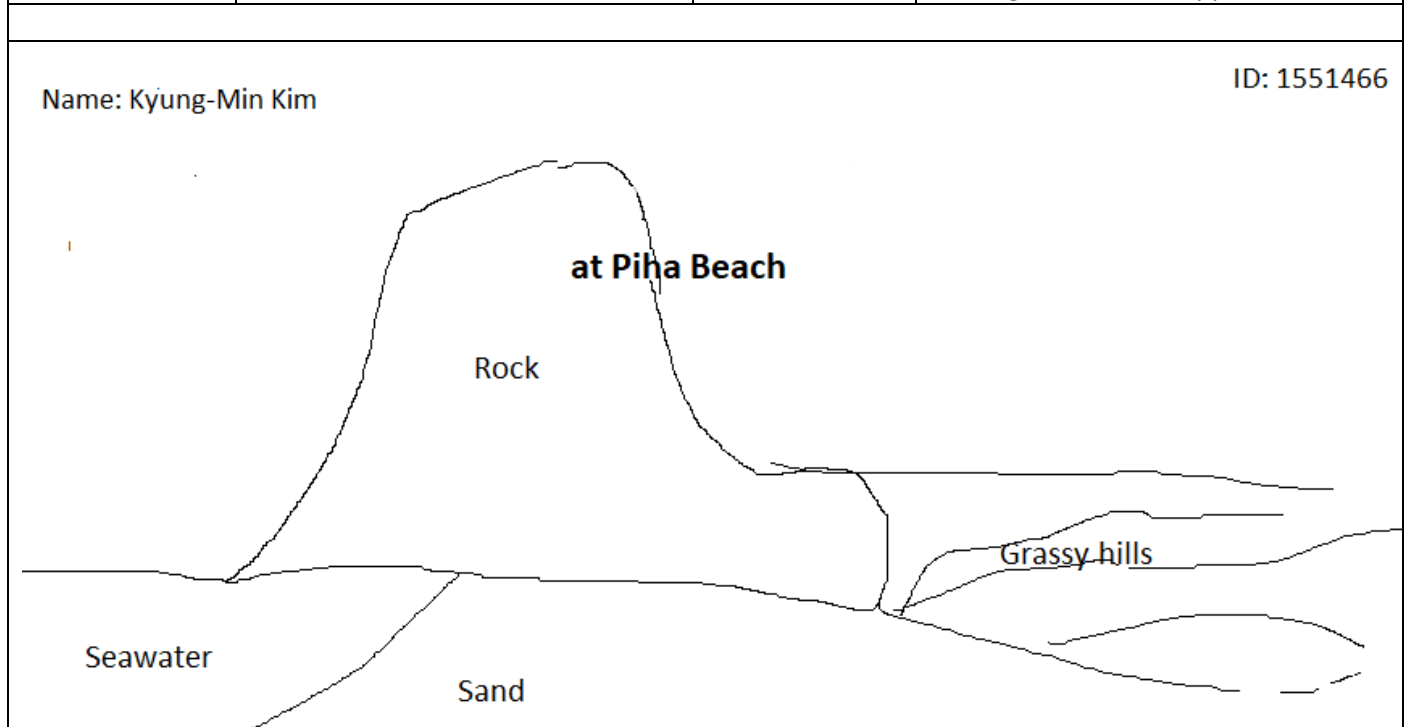 ID: 1551466
Name: Kyung-Min Kim
at Piha Beach
Rock
Grassy hills
Seawater
Sand